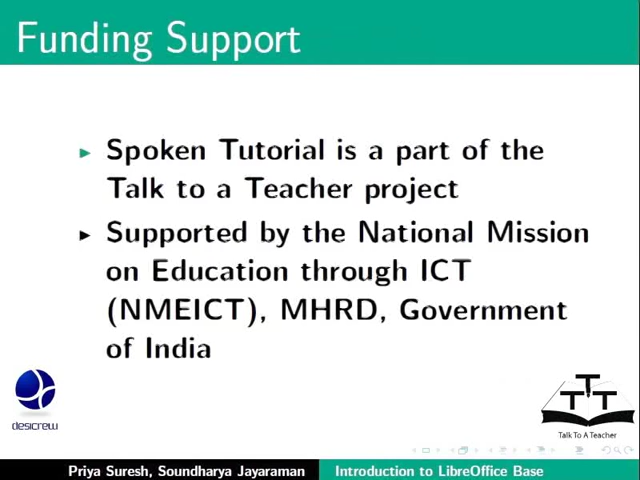 Funding Support
Spoken Tutorial is a part of the
Talk to a Teacher project
Supported by the National Mission
on Education through ICT
(NMEICT), MHRD, Government
of India
desicrew
TTT
Talk To A Teacher
Priya Suresh, Soundharya Jayaraman
Introduction to LibreOffice Base